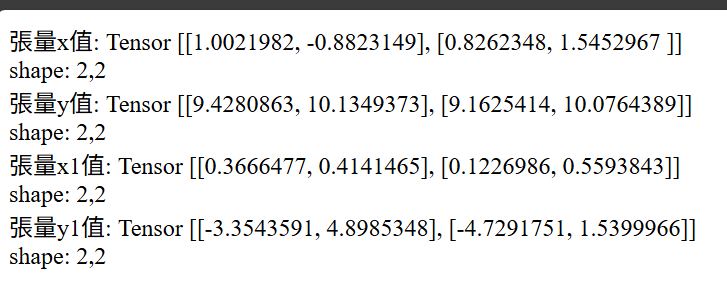 張量x值: Tensor [[1.0021982, -0.8823149], [0.8262348, 1.5452967 ]]
shape: 2,2
張量y值: Tensor [[9.4280863, 10.1349373], [9.1625414, 10.0764389]]
shape: 2,2
張量x1值: Tensor [[0.3666477, 0.4141465], [0.1226986, 0.5593843]]
shape: 2,2
張量y1值: Tensor [[-3.3543591, 4.8985348], [-4.7291751, 1.5399966]]
shape: 2,2